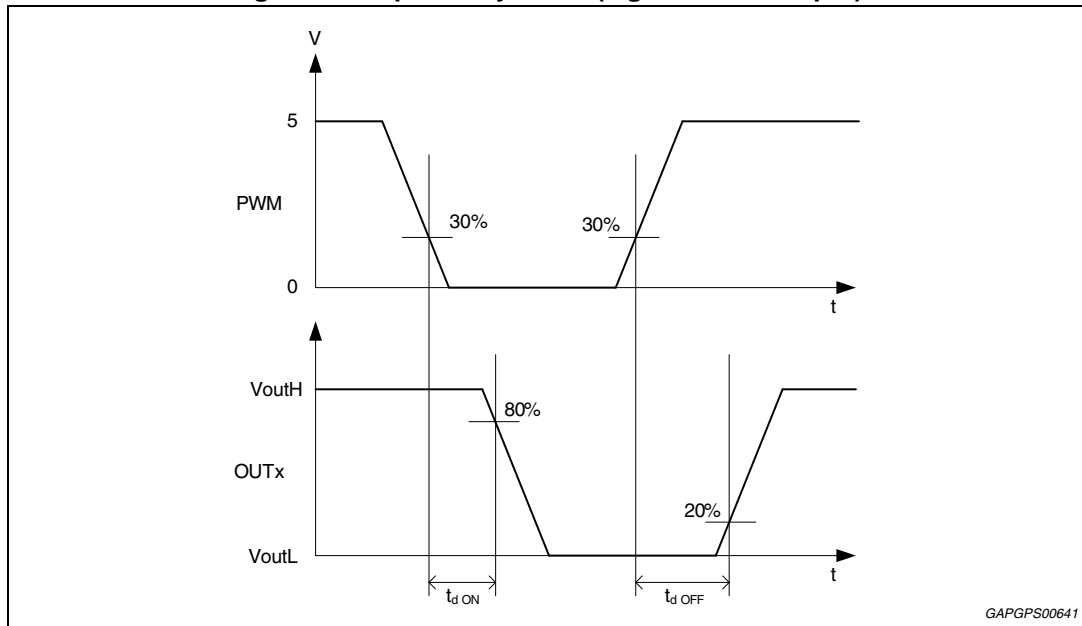 V
5
PWM
30%
30%
0
t
VoutH
80%
OUTx
20%
VoutL
t
td ON
td OFF
GAPGPS00641